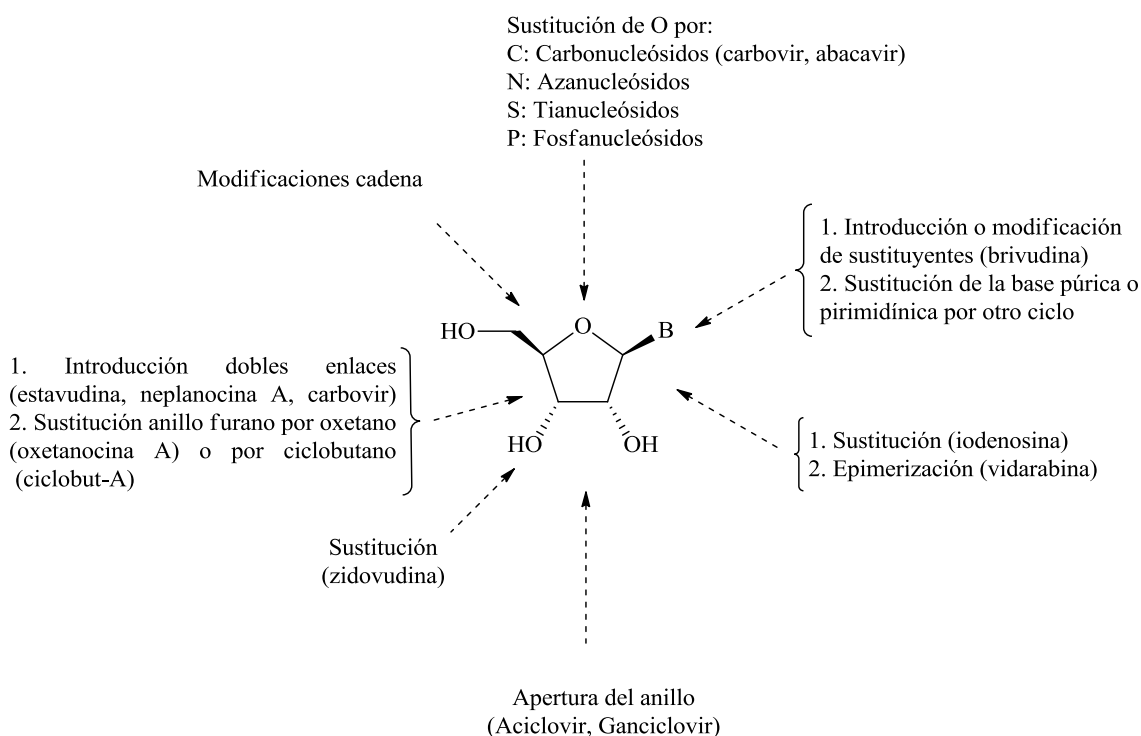 Sustitución de O por:
C: Carbonucleósidos (carbovir, abacavir)
N: Azanucleósidos
S: Tianucleósidos
P: Fosfanucleósidos
Modificaciones cadena
1. Introducción o modificación
de sustituyentes (brivudina)
2. Sustitución de la base púrica o
pirimidínica por otro ciclo
HO
O
B
HO
OH
1. Introducción dobles enlaces
(estavudina, neplanocina A, carbovir)
2. Sustitución anillo furano por oxetano
(oxetanocina A) o por ciclobutano
(ciclobut-A)
1. Sustitución (iodenosina)
2. Epimerización (vidarabina)
Sustitución
(zidovudina)
Apertura del anillo
(Aciclovir, Ganciclovir)